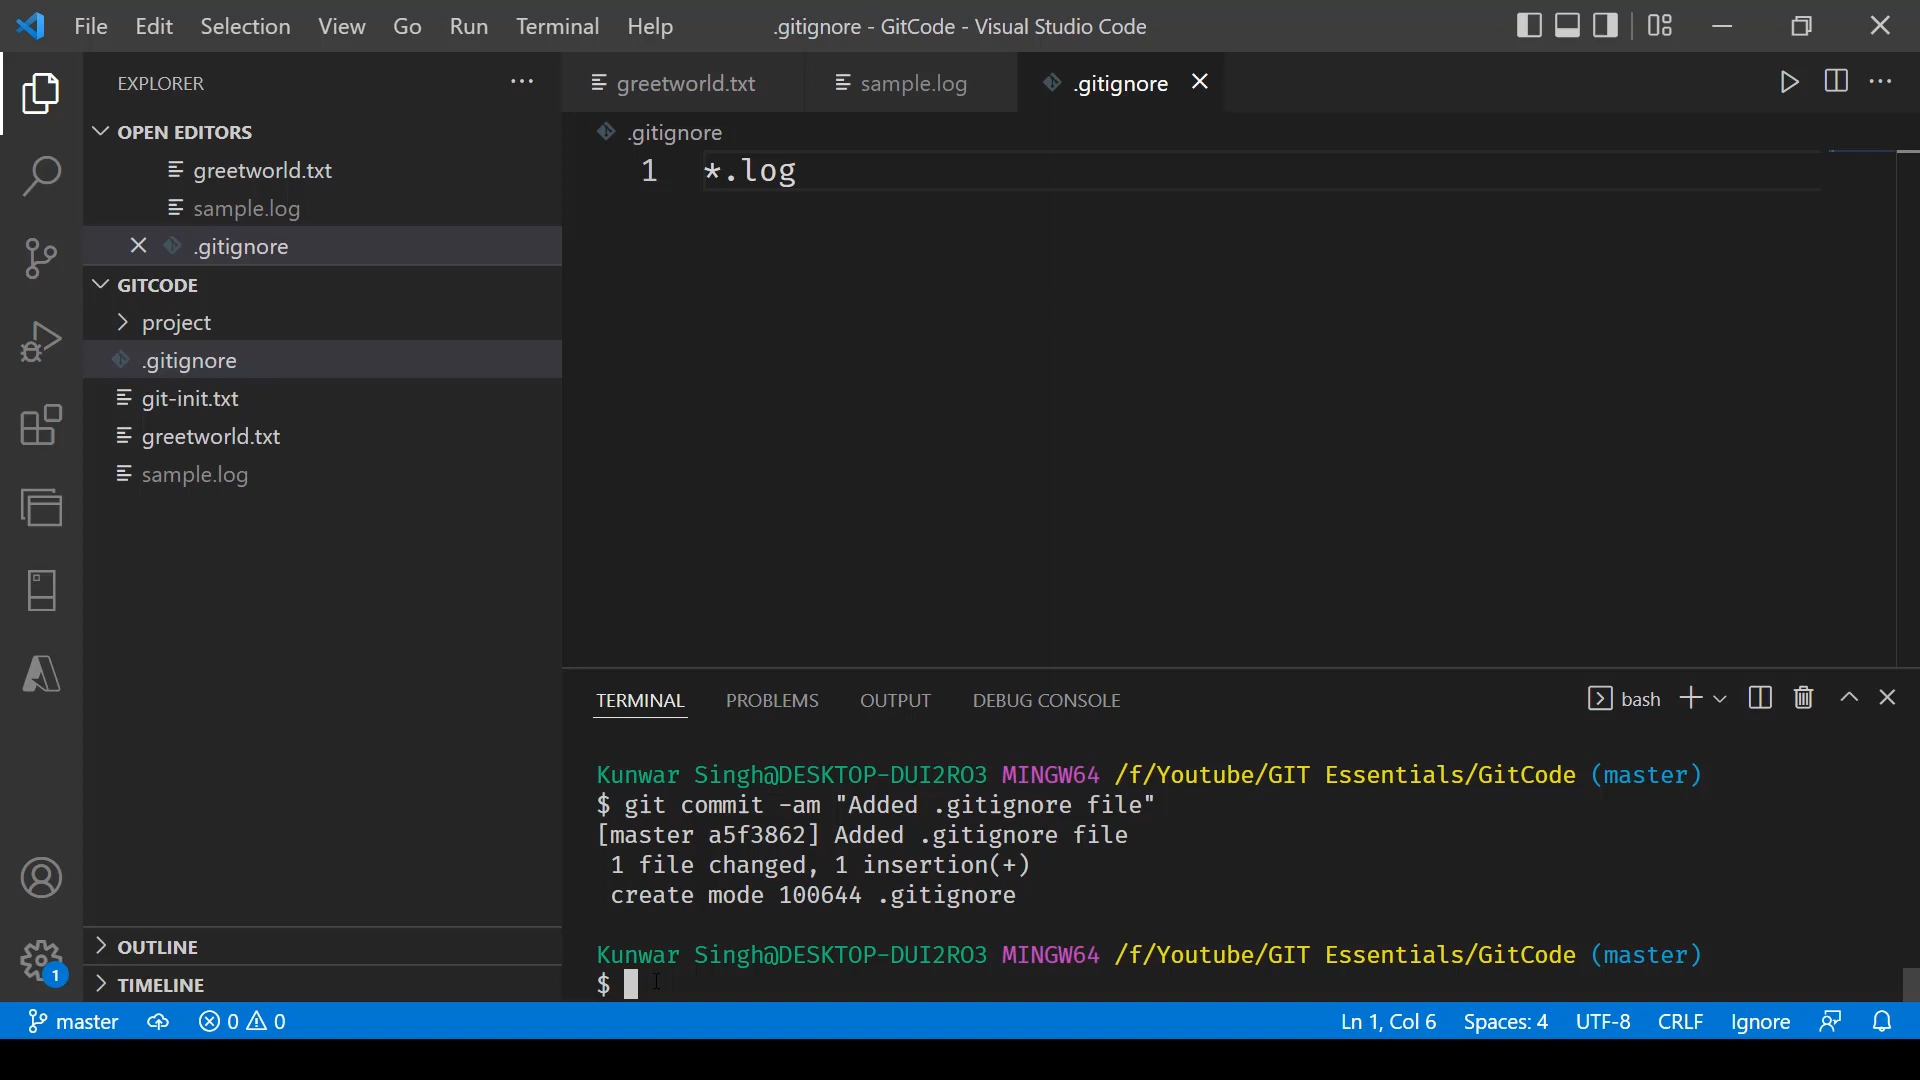 File Edit Selection View Go Run Terminal Help .gitignore - GitCode - Visual Studio Code
EXPLORER
OPEN EDITORS
greetworld.txt
sample.log
.gitignore
GITCODE
project
.gitignore
git-init.txt
greetworld.txt
sample.log
OUTLINE
TIMELINE
1
greetworld.txt sample.log .gitignore
.gitignore
1 *.log
TERMINAL PROBLEMS OUTPUT DEBUG CONSOLE bash
Kunwar Singh@DESKTOP-DUI2RO3 MINGW64 /f/Youtube/GIT Essentials/GitCode (master)
$ git commit -am "Added .gitignore file"
[master a5f3862] Added .gitignore file
1 file changed, 1 insertion(+)
create mode 100644 .gitignore
Kunwar Singh@DESKTOP-DUI2RO3 MINGW64 /f/Youtube/GIT Essentials/GitCode (master)
$
master 0 0 Ln 1, Col 6 Spaces: 4 UTF-8 CRLF Ignore